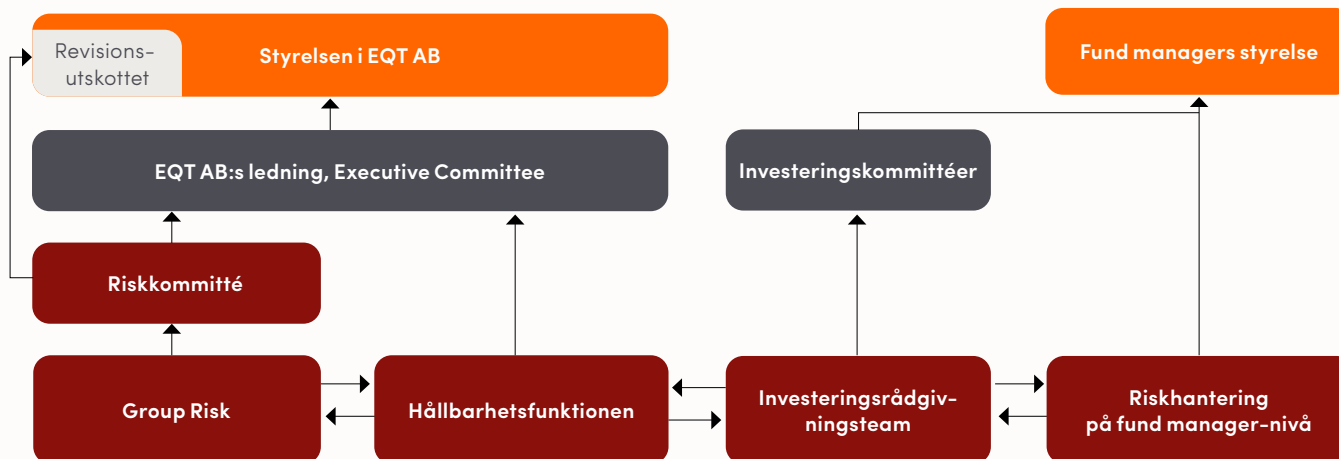 Revisions-
utskottet
Styrelsen i EQT AB
Fund managers styrelse
EQT AB:s ledning, Executive Committee
Investeringskommittéer
Riskkommitté
Group Risk
Hållbarhetsfunktionen
Investeringsrådgiv-
ningsteam
Riskhantering
på fund manager-nivå